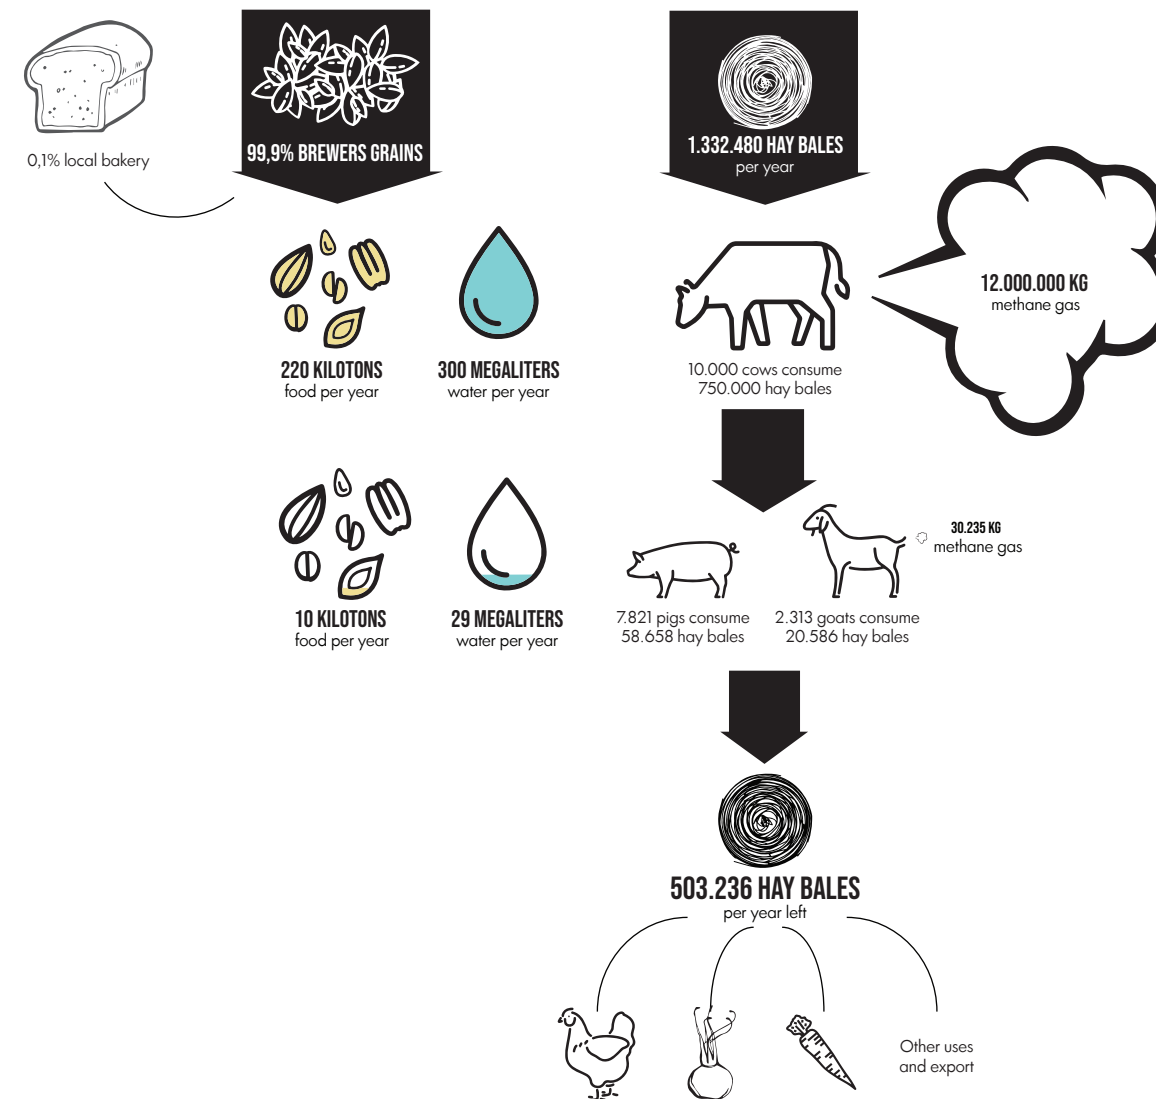 0,1% local bakery
99,9% BREWERS GRAINS
1.332.480 HAY BALES
per year
12.000.000 KG
methane gas
220 KILOTONS
food per year
300 MEGALITERS
water per year
10.000 cows consume
750.000 hay bales
30.235 KG
methane gas
10 KILOTONS
food per year
29 MEGALITERS
water per year
7.821 pigs consume
58.658 hay bales
2.313 goats consume
20.586 hay bales
503.236 HAY BALES
per year left
Other uses
and export